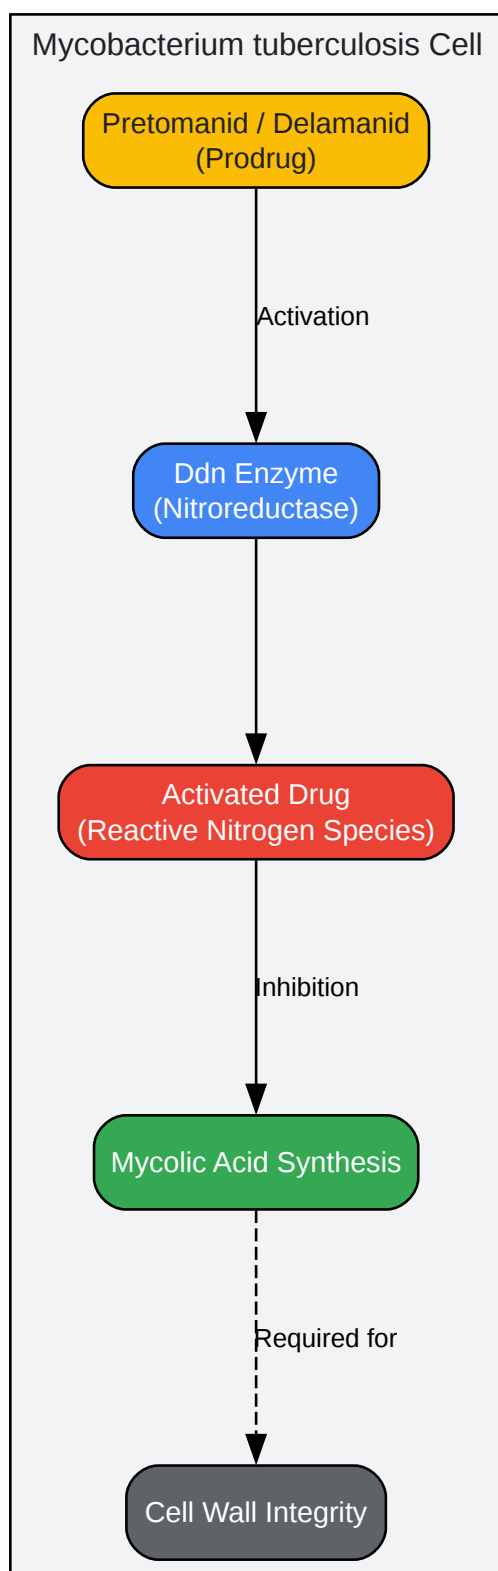 Mycobacterium tuberculosis Cell
Pretomanid / Delamanid
(Prodrug)
Activation
Ddn Enzyme
(Nitroreductase)
Activated Drug
(Reactive Nitrogen Species)
Inhibition
Mycolic Acid Synthesis
Required for
Cell Wall Integrity